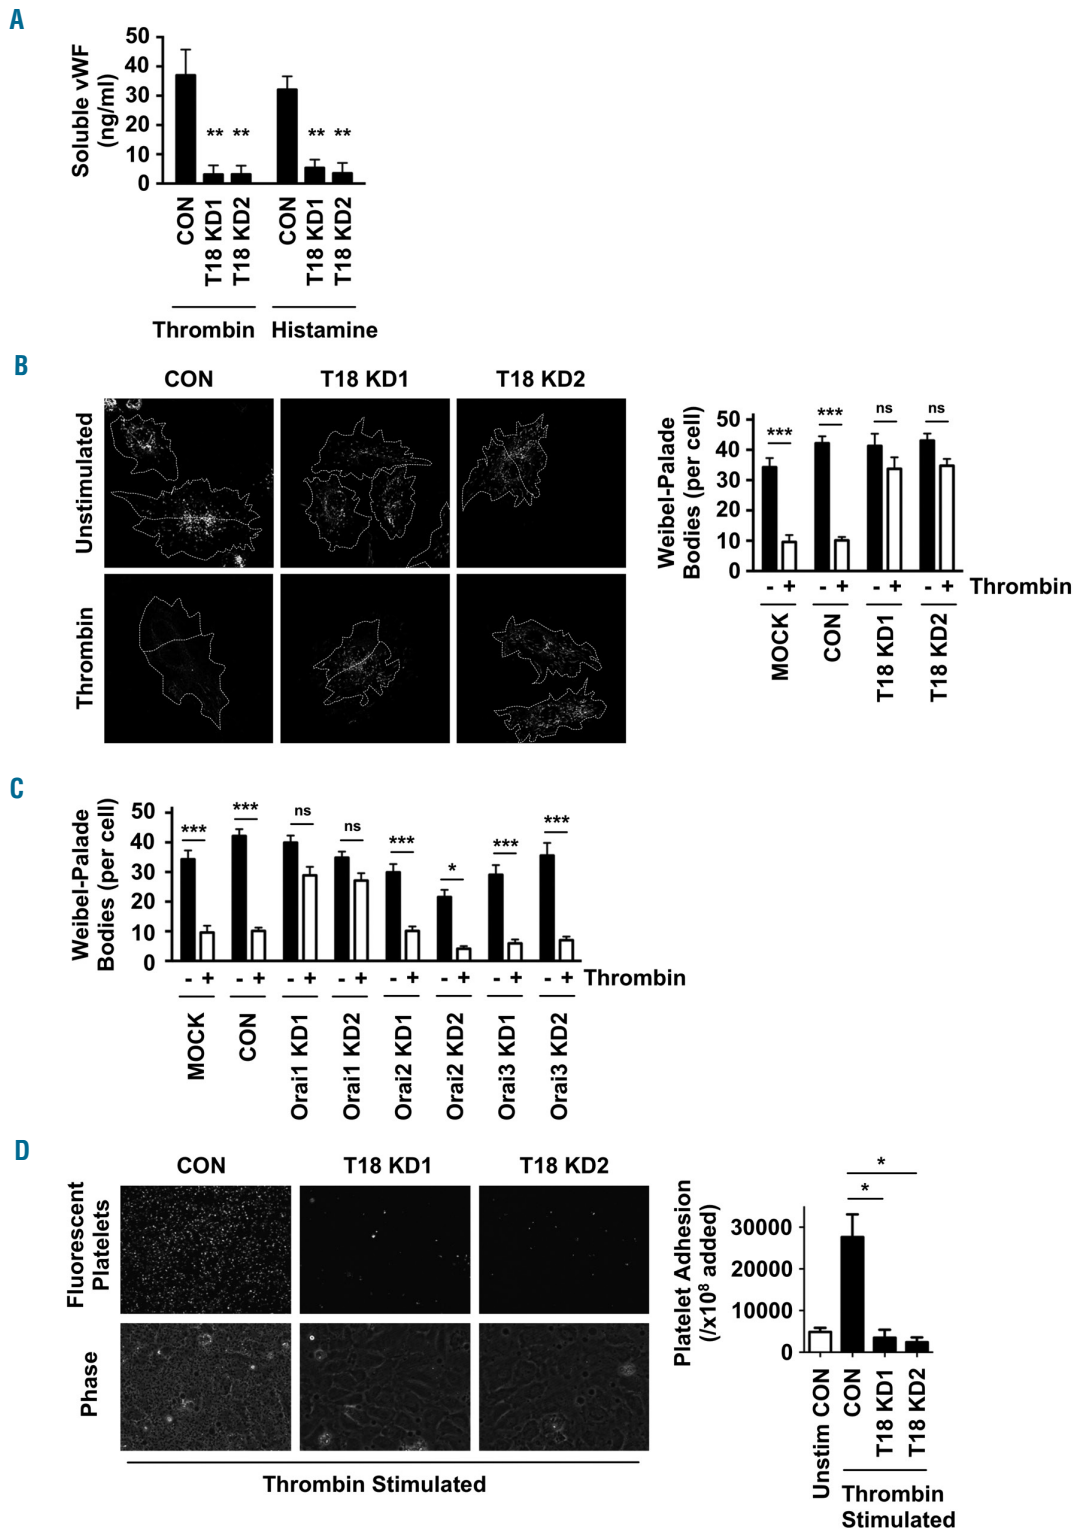 A
Soluble vWF
(ng/ml)
50
40
30
20
10
0
** ** ** **
CON
T18 KD1
T18 KD2
CON
T18 KD1
T18 KD2
Thrombin Histamine
B
CON T18 KD1 T18 KD2
Unstimulated
Thrombin
Weibel-Palade
Bodies (per cell)
50
40
30
20
10
0
*** *** ns ns
- + - + - + - + Thrombin
MOCK
CON
T18 KD1
T18 KD2
C
Weibel-Palade
Bodies (per cell)
50
40
30
20
10
0
*** *** ns ns *** * *** ***
- + - + - + - + - + - + - + - + Thrombin
MOCK
CON
Orai1 KD1
Orai1 KD2
Orai2 KD1
Orai2 KD2
Orai3 KD1
Orai3 KD2
D
CON T18 KD1 T18 KD2
Fluorescent
Platelets
Phase
Thrombin Stimulated
Platelet Adhesion
(/x10⁸ added)
30000
20000
10000
0
*
*
Unstim CON
CON
T18 KD1
T18 KD2
Thrombin
Stimulated